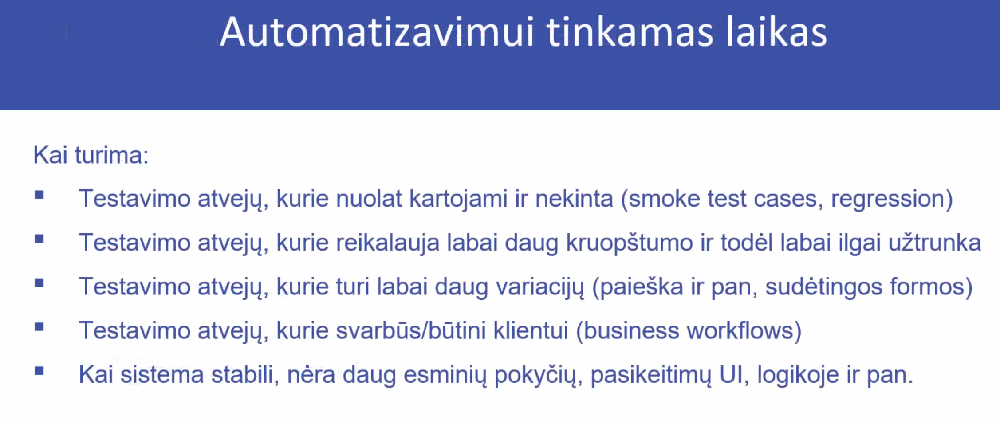 Automatizavimui tinkamas laikas
Kai turima:
▪ Testavimo atvejų, kurie nuolat kartojami ir nekinta (smoke test cases, regression)
▪ Testavimo atvejų, kurie reikalauja labai daug kruopštumo ir todėl labai ilgai užtrunka
▪ Testavimo atvejų, kurie turi labai daug variacijų (paieška ir pan, sudėtingos formos)
▪ Testavimo atvejų, kurie svarbūs/būtini klientui (business workflows)
▪ Kai sistema stabili, nėra daug esminių pokyčių, pasikeitimų UI, logikoje ir pan.